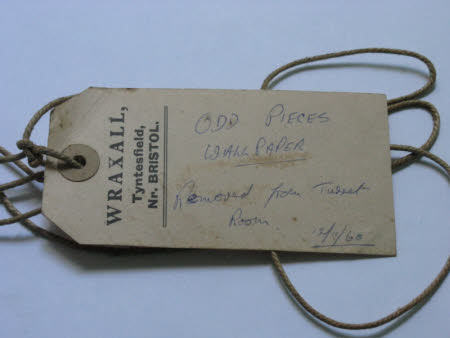 WRAXALL,
Tyntesfield,
Nr. BRISTOL.
ODD PIECES
WALLPAPER
Removed from Turret
Room.